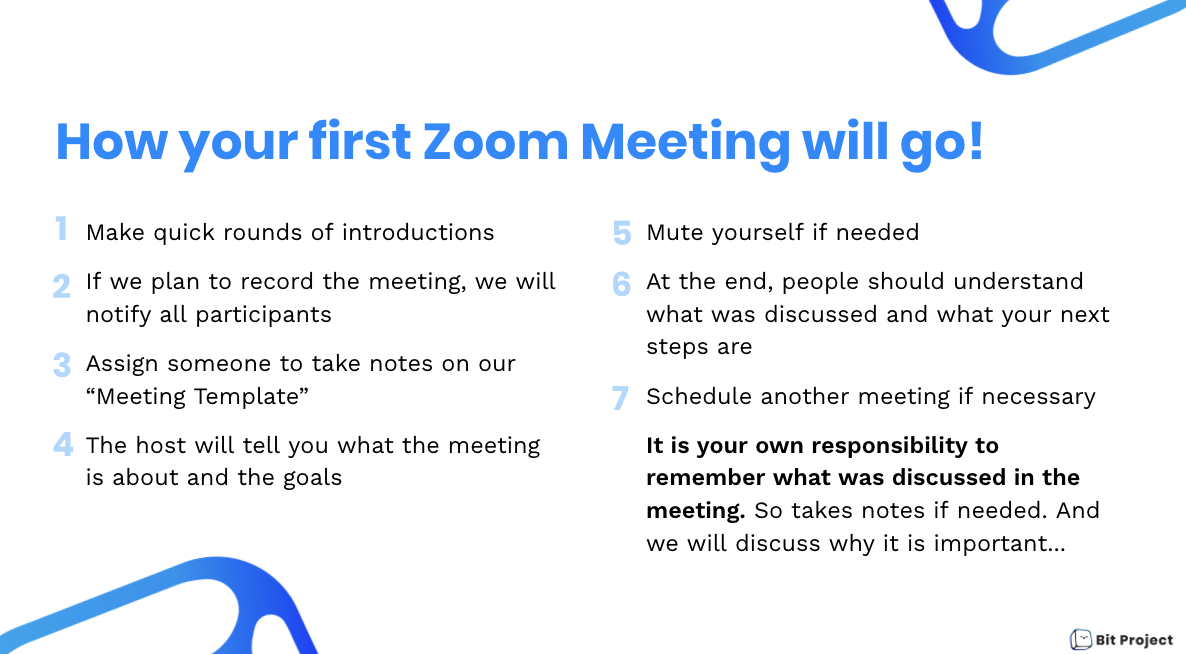 How your first Zoom Meeting will go!
1 Make quick rounds of introductions
2 If we plan to record the meeting, we will
notify all participants
3 Assign someone to take notes on our
“Meeting Template”
4 The host will tell you what the meeting
is about and the goals
5 Mute yourself if needed
6 At the end, people should understand
what was discussed and what your next
steps are
7 Schedule another meeting if necessary
It is your own responsibility to
remember what was discussed in the
meeting. So takes notes if needed. And
we will discuss why it is important...
Bit Project